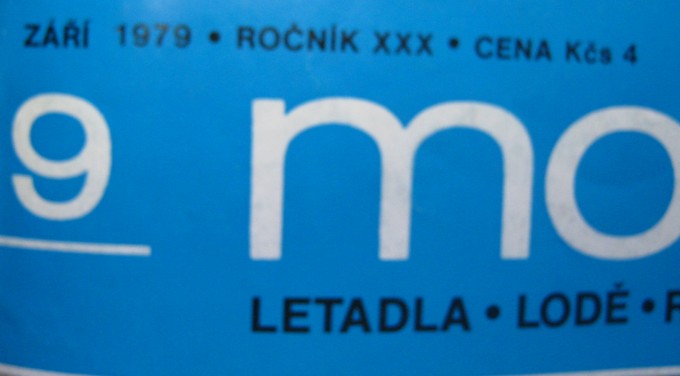 ZÁŘÍ 1979 • ROČNÍK XXX • CENA Kčs 4
9 mo
LETADLA • LODĚ •